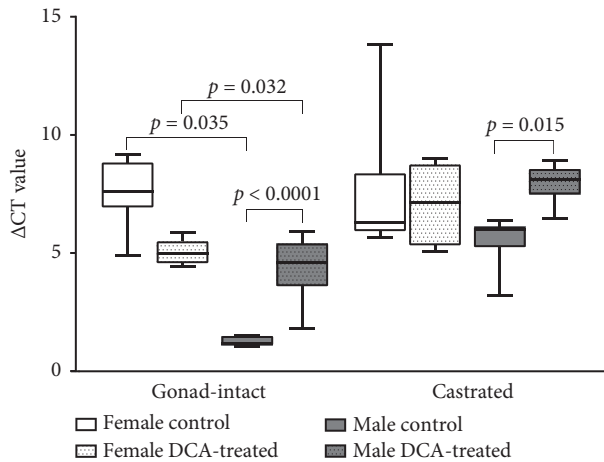 15
p = 0.032
p = 0.035
p = 0.015
10
p < 0.0001
ΔCT value
5
0
Gonad-intact Castrated
Female control Male control
Female DCA-treated Male DCA-treated